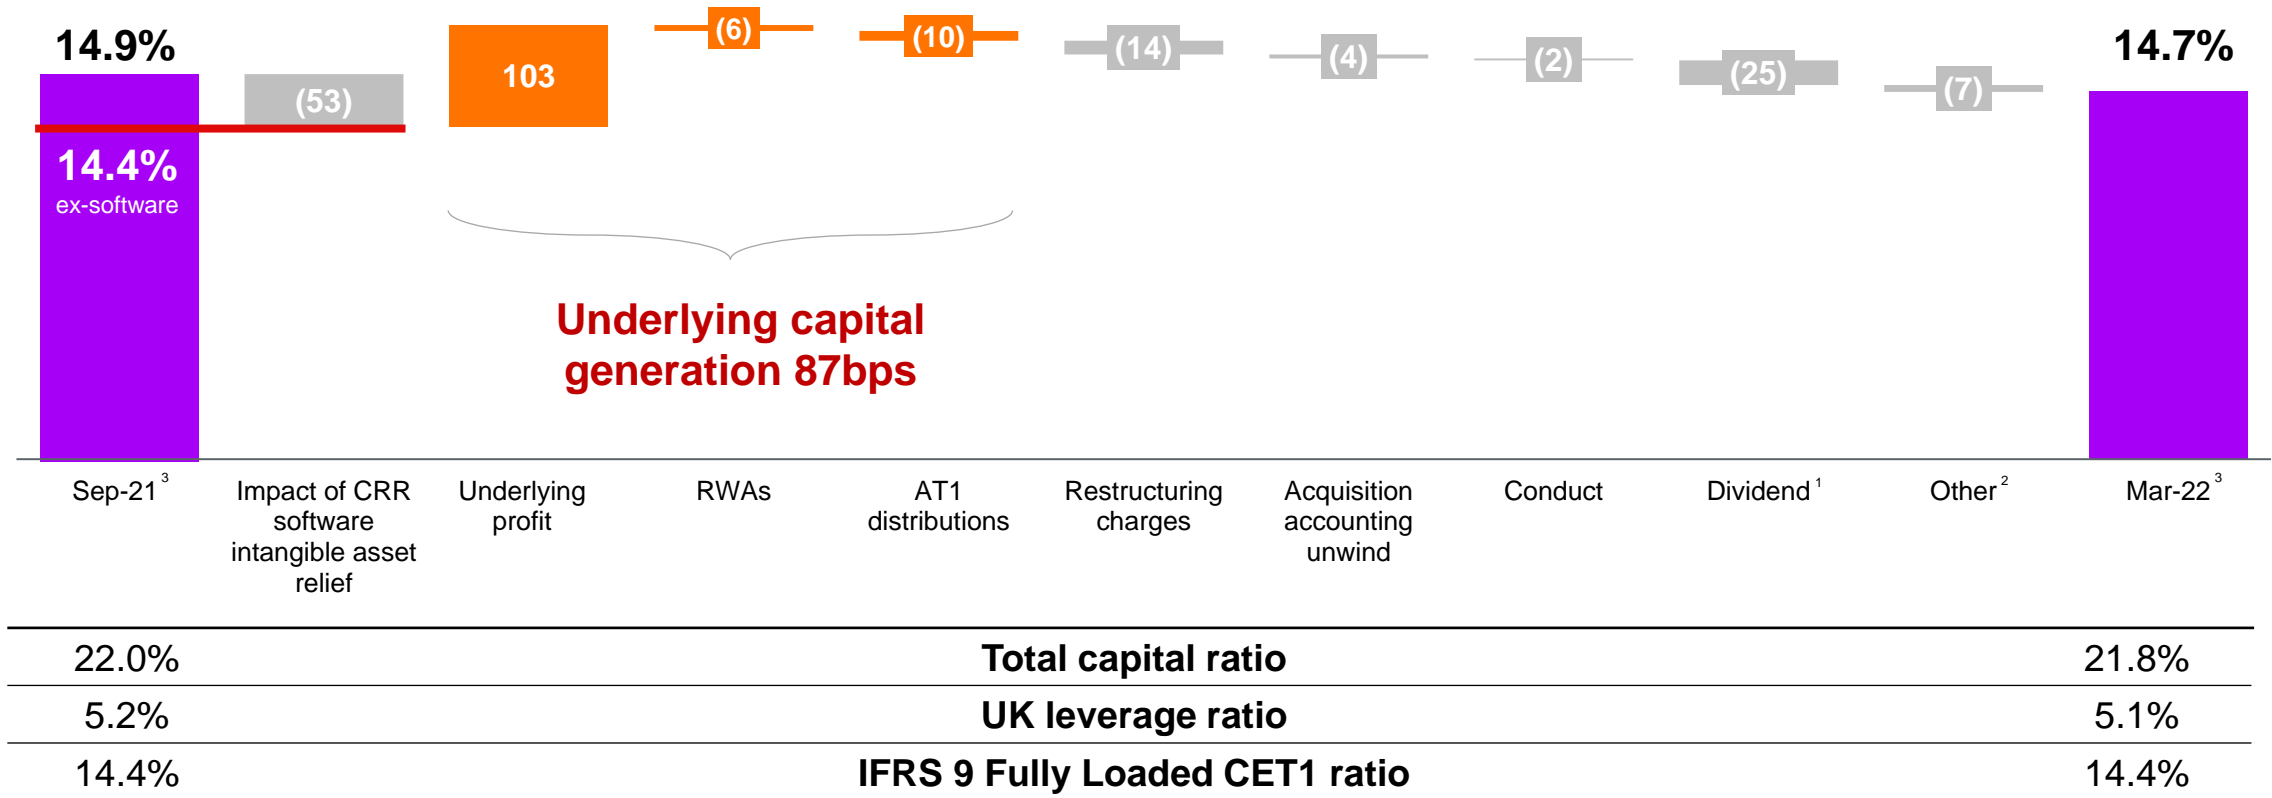 14.9%
14.4%
ex-software
(53)
103
(6)
(10)
(14)
(4)
(2)
(25)
(7)
14.7%
Underlying capital
generation 87bps
Sep-21 3
Impact of CRR
software
intangible asset
relief
Underlying
profit
RWAs
AT1
distributions
Restructuring
charges
Acquisition
accounting
unwind
Conduct
Dividend 1
Other 2
Mar-22 3
22.0% Total capital ratio 21.8%
5.2% UK leverage ratio 5.1%
14.4% IFRS 9 Fully Loaded CET1 ratio 14.4%